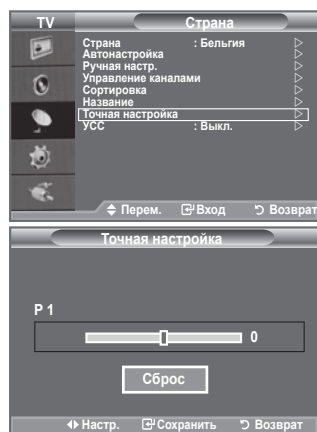 TV Страна
Страна : Бельгия
Автонастройка
Ручная настр.
Управление каналами
Сортировка
Название
Точная настройка
УСС : Выкл.
Перем. Вход Возврат
Точная настройка
P 1
0
Сброс
Настр. Сохранить Возврат